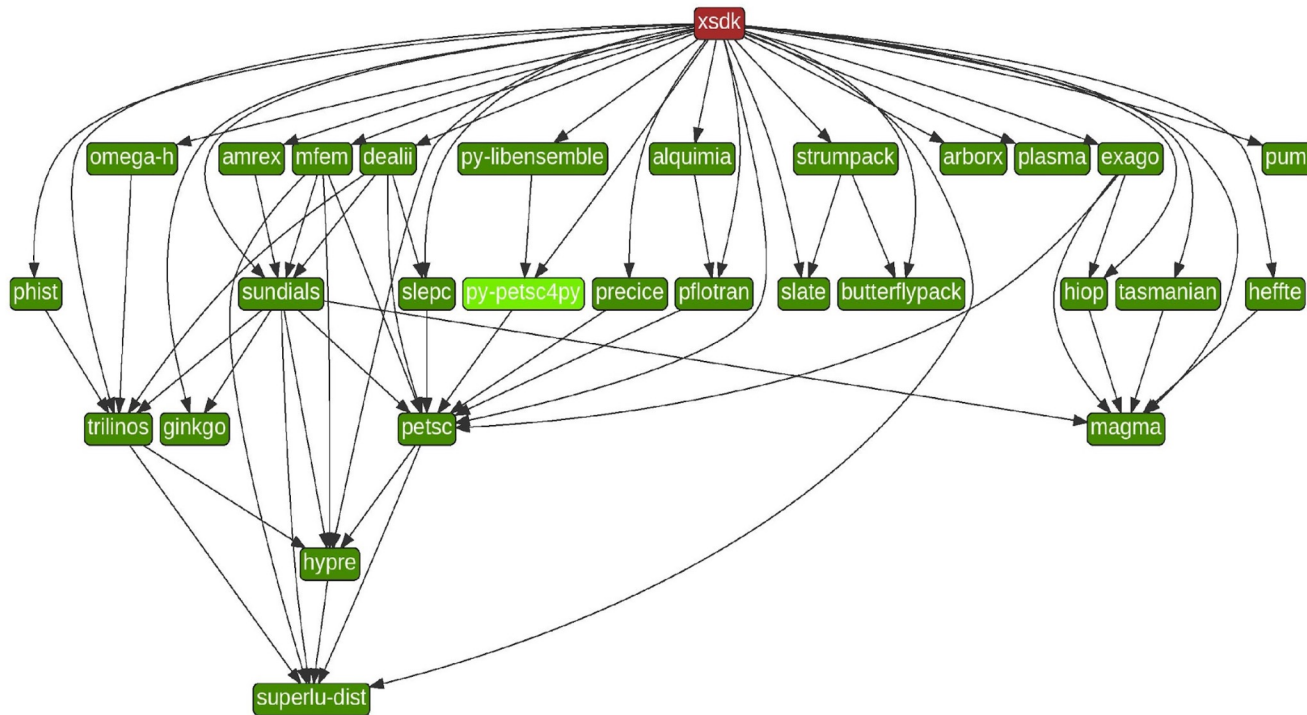 xsdk
omega-h amrex mfem dealii py-libensemble alquimia strumpack arborx plasma exago pum
phist sundials slepc py-petsc4py precice pflotran slate butterflypack hiop tasmanian heffte
trilinos ginkgo petsc magma
hypre
superlu-dist